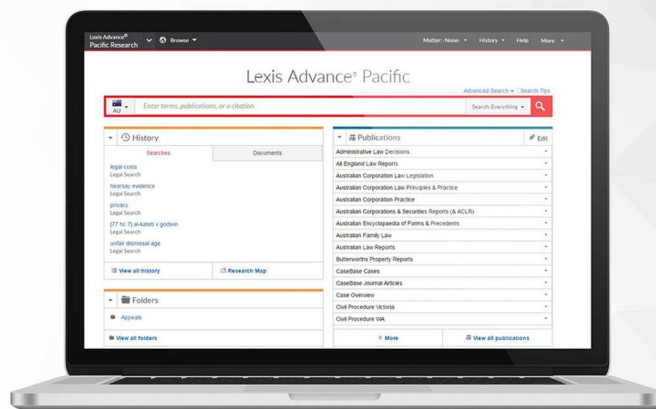 Lexis Advance®
Pacific Research
Browse
Matter: -None-
History
Help
More
Lexis Advance® Pacific
Advanced Search
Search Tips
AU
Enter terms, publications, or a citation
Search: Everything
History
Searches
Documents
legal costs
Legal Search
hearsay evidence
Legal Search
privacy
Legal Search
[77 hc 7] al-kateb v godwin
Legal Search
unfair dismissal age
Legal Search
View all history
Research Map
Folders
Appeals
View all folders
Publications
Edit
Administrative Law Decisions
All England Law Reports
Australian Corporation Law Legislation
Australian Corporation Law Principles & Practice
Australian Corporation Practice
Australian Corporations & Securities Reports (& ACLR)
Australian Encyclopaedia of Forms & Precedents
Australian Family Law
Australian Law Reports
Butterworths Property Reports
CaseBase Cases
CaseBase Journal Articles
Case Overview
Civil Procedure Victoria
Civil Procedure WA
More
View all publications